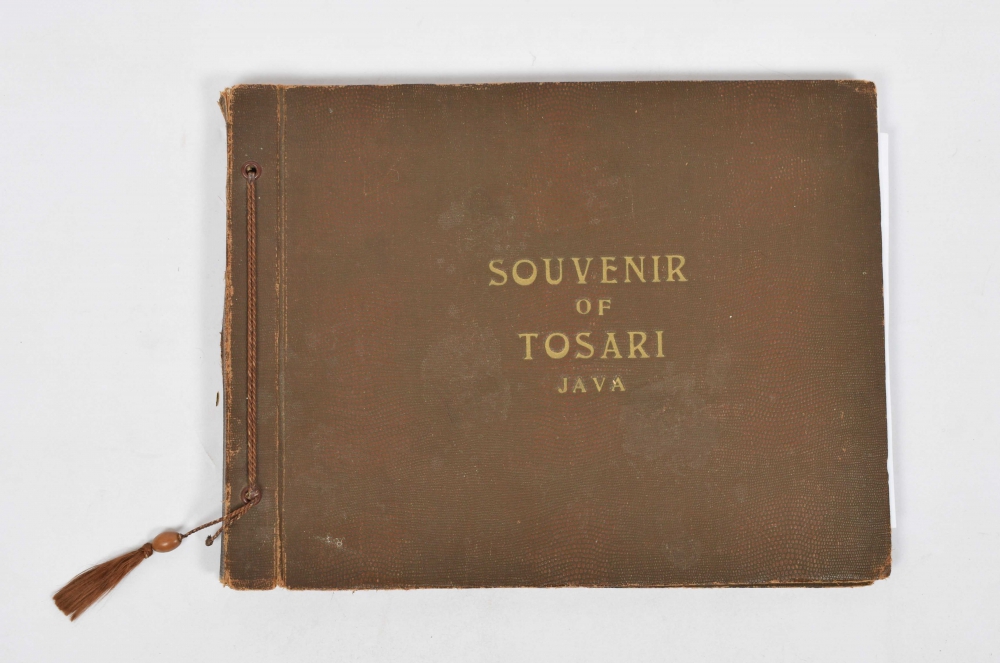 SOUVENIR
OF
TOSARI
JAVA